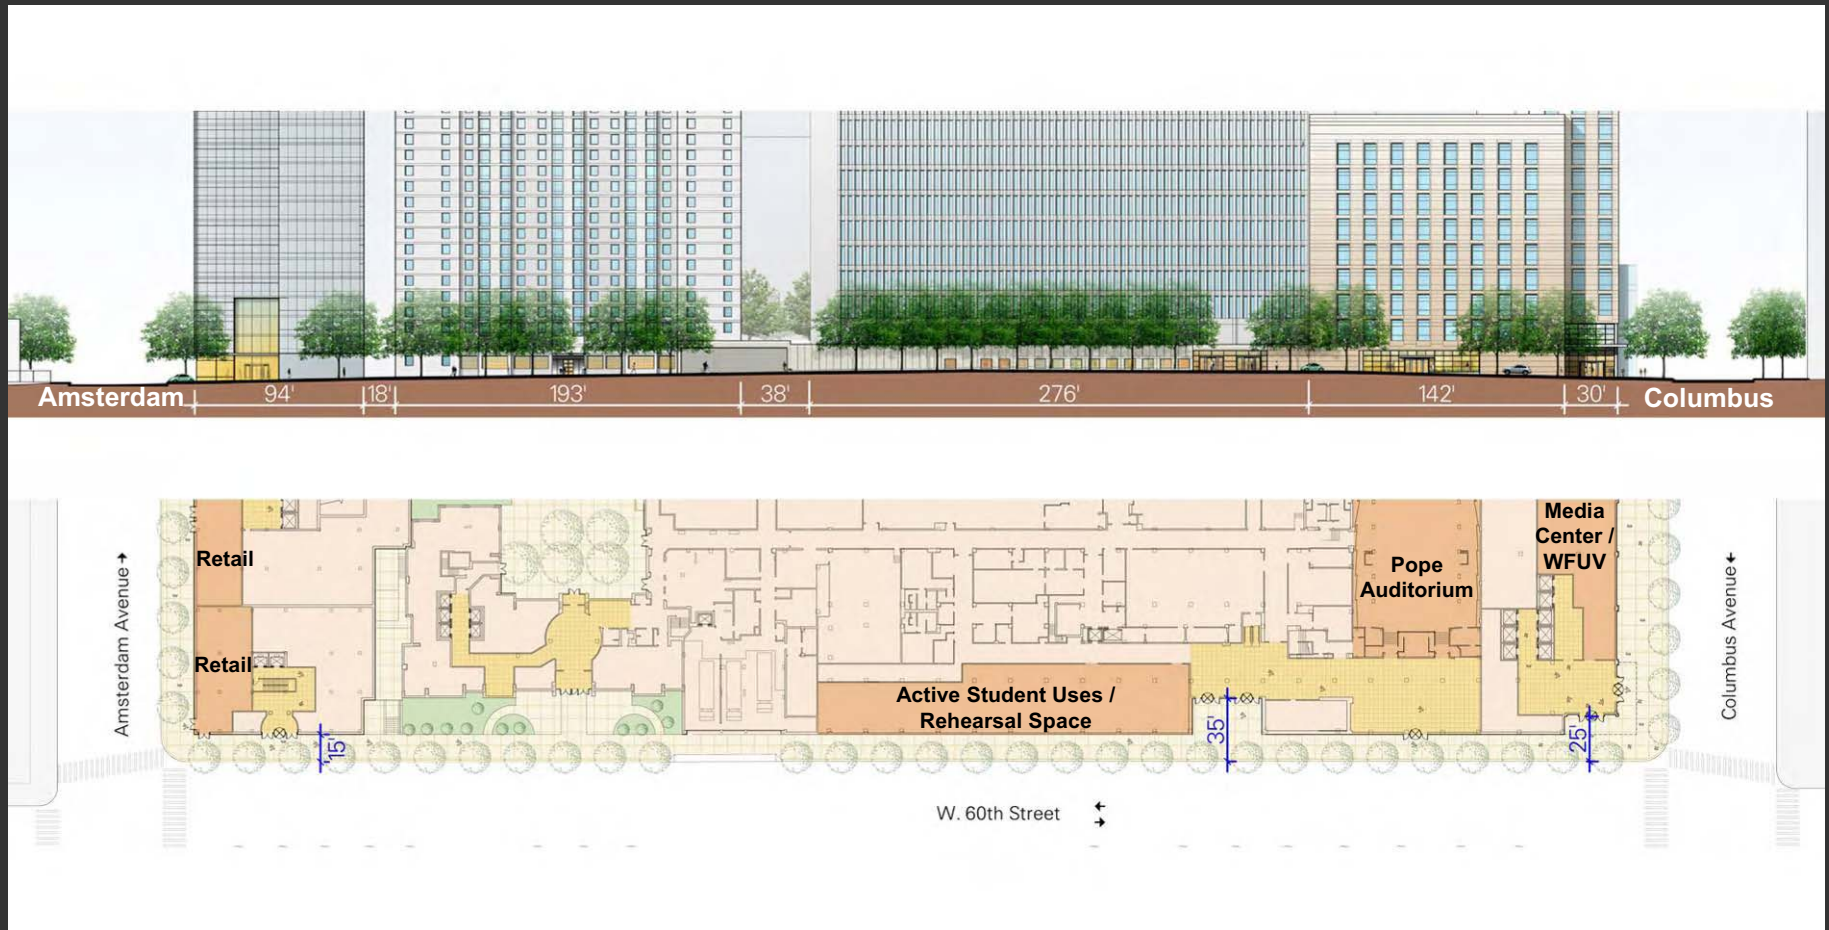 Amsterdam
94'
18'
193'
38'
276'
142'
30'
Columbus
Amsterdam Avenue →
Retail
Retail
15'
Active Student Uses /
Rehearsal Space
35'
Pope
Auditorium
Media
Center /
WFUV
25'
Columbus Avenue ←
W. 60th Street